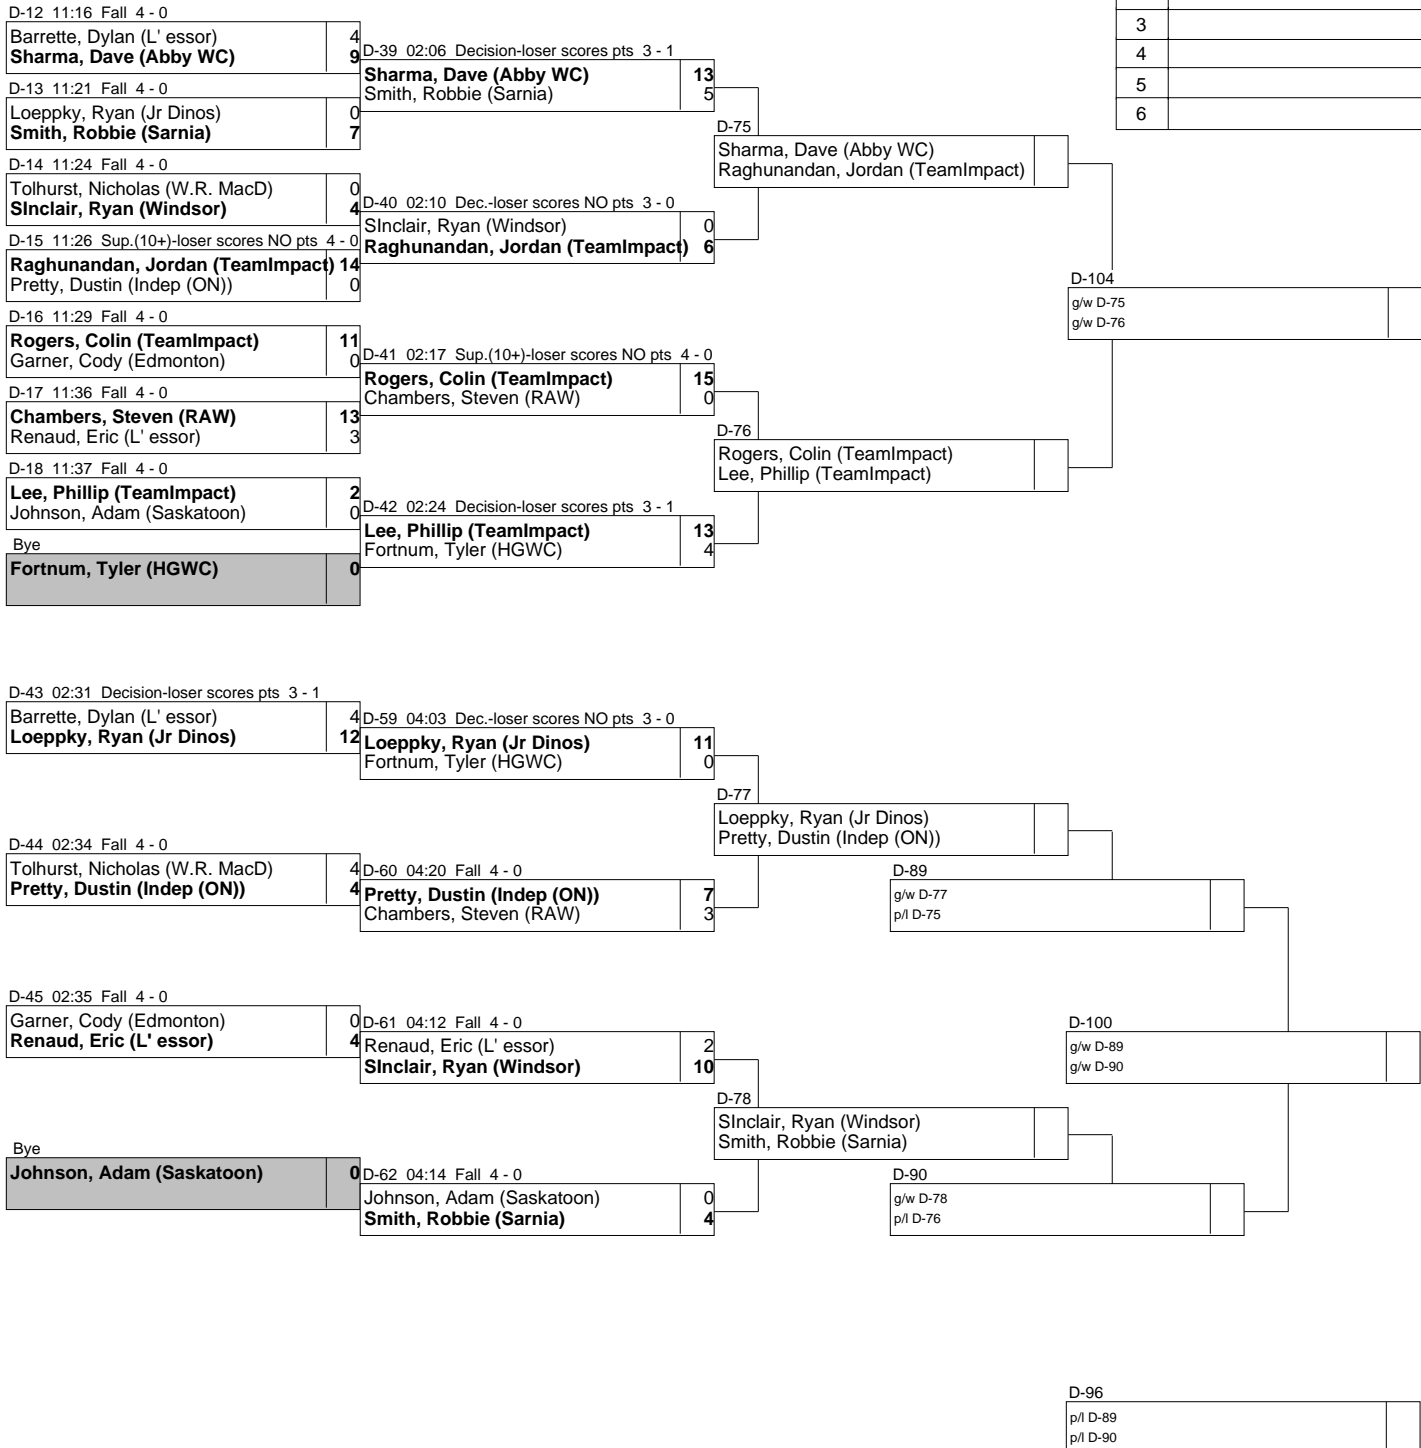 D-12 11:16 Fall 4 - 0
Barrette, Dylan (L' essor) 4
Sharma, Dave (Abby WC) 9
D-13 11:21 Fall 4 - 0
Loeppky, Ryan (Jr Dinos) 0
Smith, Robbie (Sarnia) 7
D-14 11:24 Fall 4 - 0
Tolhurst, Nicholas (W.R. MacD) 0
SInclair, Ryan (Windsor) 4
D-15 11:26 Sup.(10+)-loser scores NO pts 4 - 0
Raghunandan, Jordan (TeamImpact) 14
Pretty, Dustin (Indep (ON)) 0
D-16 11:29 Fall 4 - 0
Rogers, Colin (TeamImpact) 11
Garner, Cody (Edmonton) 0
D-17 11:36 Fall 4 - 0
Chambers, Steven (RAW) 13
Renaud, Eric (L' essor) 3
D-18 11:37 Fall 4 - 0
Lee, Phillip (TeamImpact) 2
Johnson, Adam (Saskatoon) 0
Bye
Fortnum, Tyler (HGWC) 0
D-39 02:06 Decision-loser scores pts 3 - 1
Sharma, Dave (Abby WC) 13
Smith, Robbie (Sarnia) 5
D-40 02:10 Dec.-loser scores NO pts 3 - 0
SInclair, Ryan (Windsor) 0
Raghunandan, Jordan (TeamImpact) 6
D-41 02:17 Sup.(10+)-loser scores NO pts 4 - 0
Rogers, Colin (TeamImpact) 15
Chambers, Steven (RAW) 0
D-42 02:24 Decision-loser scores pts 3 - 1
Lee, Phillip (TeamImpact) 13
Fortnum, Tyler (HGWC) 4
D-75
Sharma, Dave (Abby WC)
Raghunandan, Jordan (TeamImpact)
D-76
Rogers, Colin (TeamImpact)
Lee, Phillip (TeamImpact)
3
4
5
6
D-104
g/w D-75
g/w D-76
D-43 02:31 Decision-loser scores pts 3 - 1
Barrette, Dylan (L' essor) 4
Loeppky, Ryan (Jr Dinos) 12
D-44 02:34 Fall 4 - 0
Tolhurst, Nicholas (W.R. MacD) 4
Pretty, Dustin (Indep (ON)) 4
D-45 02:35 Fall 4 - 0
Garner, Cody (Edmonton) 0
Renaud, Eric (L' essor) 4
Bye
Johnson, Adam (Saskatoon) 0
D-59 04:03 Dec.-loser scores NO pts 3 - 0
Loeppky, Ryan (Jr Dinos) 11
Fortnum, Tyler (HGWC) 0
D-60 04:20 Fall 4 - 0
Pretty, Dustin (Indep (ON)) 7
Chambers, Steven (RAW) 3
D-61 04:12 Fall 4 - 0
Renaud, Eric (L' essor) 2
SInclair, Ryan (Windsor) 10
D-62 04:14 Fall 4 - 0
Johnson, Adam (Saskatoon) 0
Smith, Robbie (Sarnia) 4
D-77
Loeppky, Ryan (Jr Dinos)
Pretty, Dustin (Indep (ON))
D-78
SInclair, Ryan (Windsor)
Smith, Robbie (Sarnia)
D-89
g/w D-77
p/l D-75
D-90
g/w D-78
p/l D-76
D-100
g/w D-89
g/w D-90
D-96
p/l D-89
p/l D-90